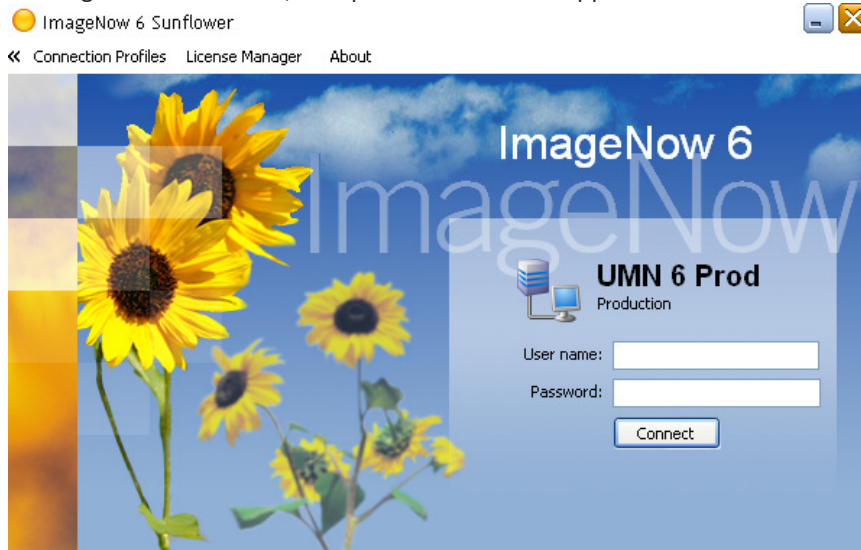 ImageNow 6 Sunflower
« Connection Profiles License Manager About
ImageNow 6
ImageNow
UMN 6 Prod
Production
User name:
Password:
Connect